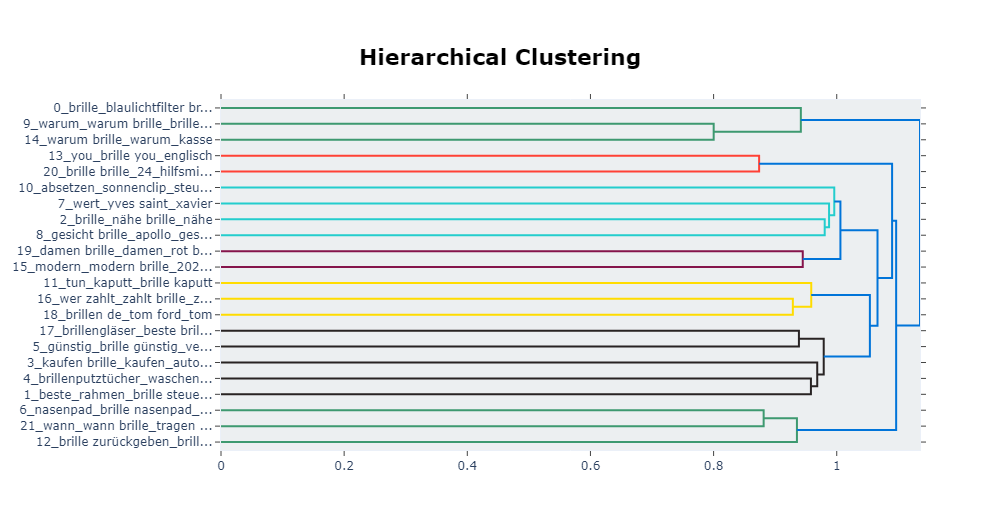 Hierarchical Clustering
0_brille_blaulichtfilter br...
9_warum_warum brille_brille...
14_warum brille_warum_kasse
13_you_brille you_englisch
20_brille brille_24_hilfsmi...
10_absetzen_sonnenclip_steu...
7_wert_yves saint_xavier
2_brille_nähe brille_nähe
8_gesicht brille_apollo_ges...
19_damen brille_damen_rot b...
15_modern_modern brille_202...
11_tun_kaputt_brille kaputt
16_wer zahlt_zahlt brille_z...
18_brillen de_tom ford_tom
17_brillengläser_beste bril...
5_günstig_brille günstig_ve...
3_kaufen brille_kaufen_auto...
4_brillenputztücher_waschen...
1_beste_rahmen_brille steue...
6_nasenpad_brille nasenpad_...
21_wann_wann brille_tragen ...
12_brille zurückgeben_brill...
0 0.2 0.4 0.6 0.8 1